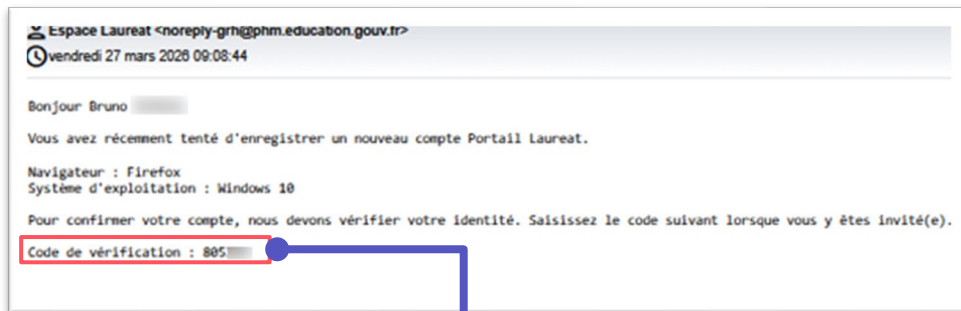 Espace Laureat <noreply-grh@phm.education.gouv.fr>
vendredi 27 mars 2026 09:08:44
Bonjour Bruno
Vous avez récemment tenté d'enregistrer un nouveau compte Portail Laureat.
Navigateur : Firefox
Système d'exploitation : Windows 10
Pour confirmer votre compte, nous devons vérifier votre identité. Saisissez le code suivant lorsque vous y êtes invité(e).
Code de vérification : 805